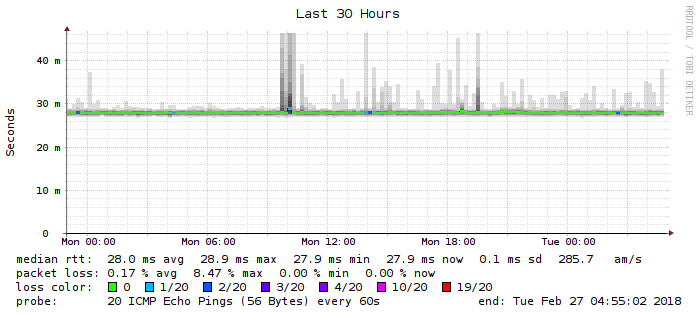 Last 30 Hours
RRDTOOL / TOBI OETIKER
Seconds
40 m
30 m
20 m
10 m
0
Mon 00:00 Mon 06:00 Mon 12:00 Mon 18:00 Tue 00:00
median rtt: 28.0 ms avg 28.9 ms max 27.9 ms min 27.9 ms now 0.1 ms sd 285.7 am/s
packet loss: 0.17 % avg 8.47 % max 0.00 % min 0.00 % now
loss color: 0 1/20 2/20 3/20 4/20 10/20 19/20
probe: 20 ICMP Echo Pings (56 Bytes) every 60s end: Tue Feb 27 04:55:02 2018